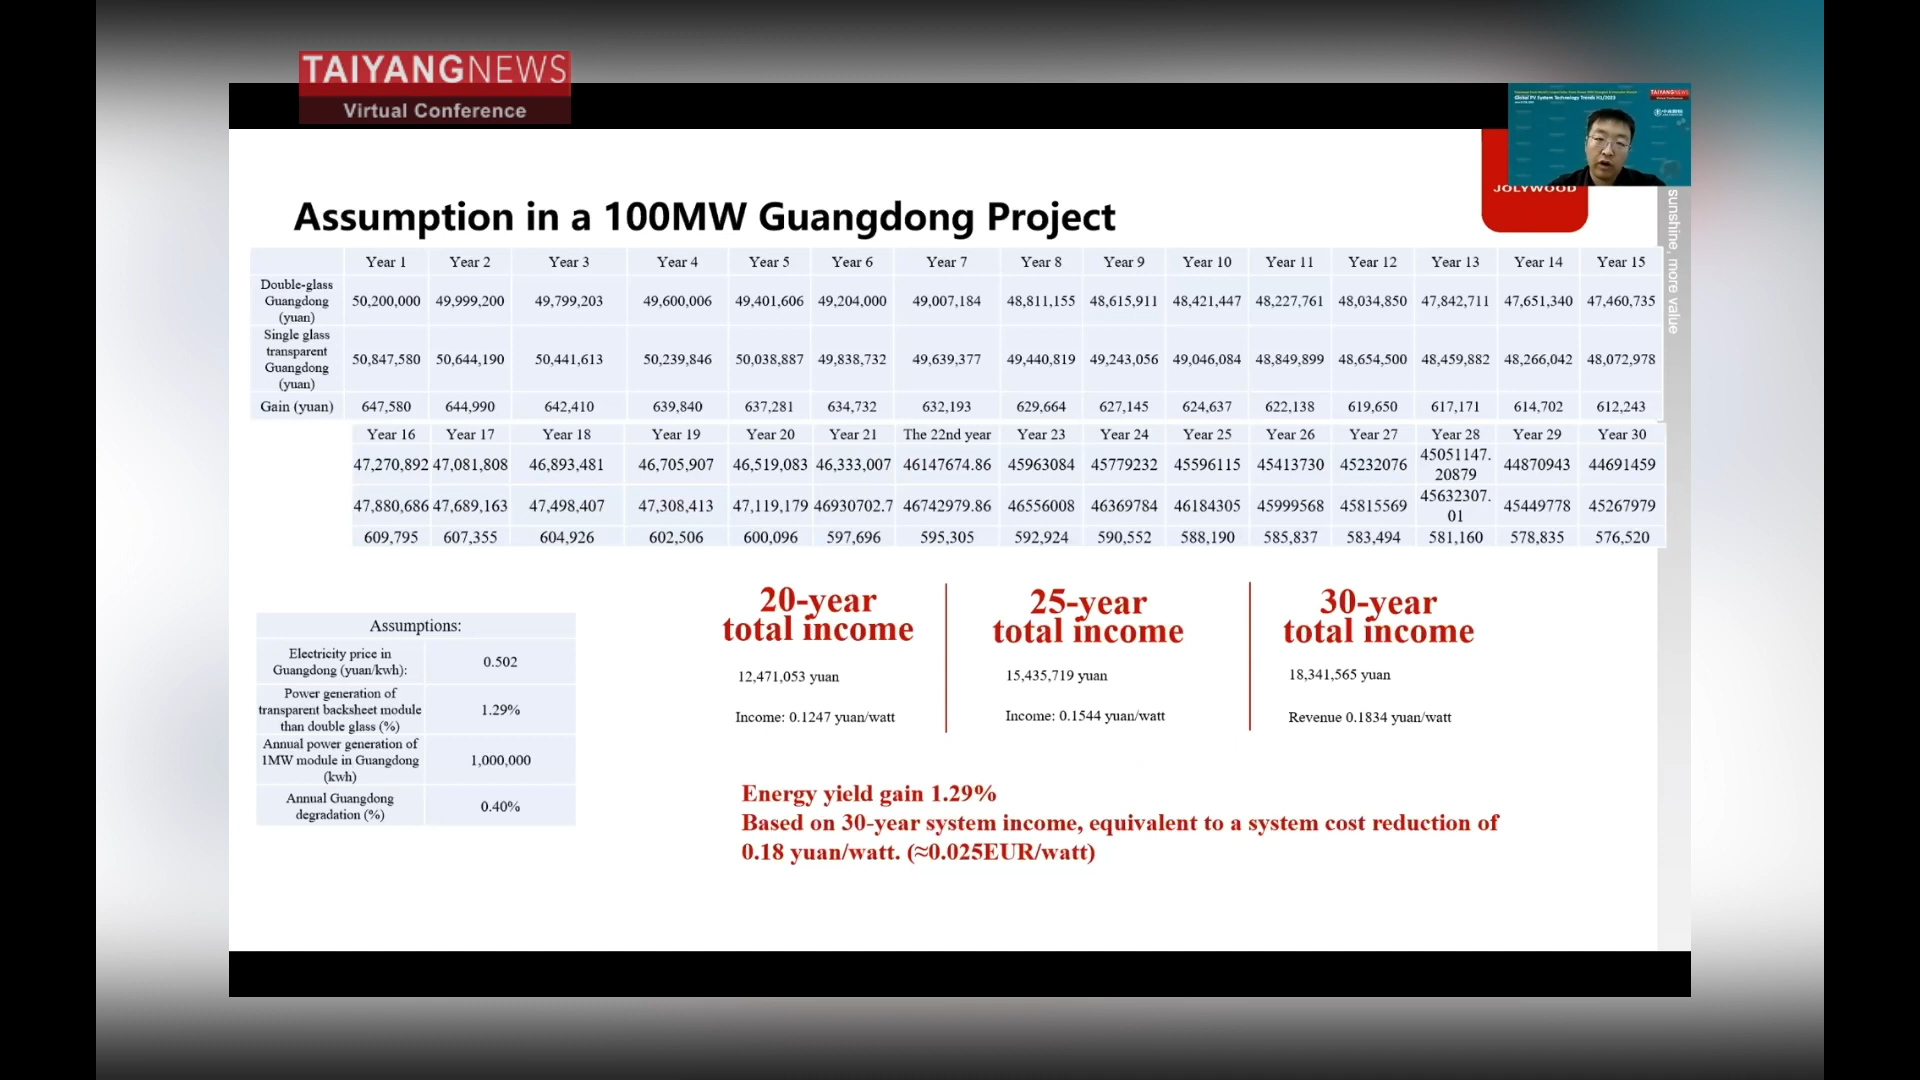 TAIYANGNEWS
Virtual Conference
Global PV System Technology Trends H1/2023
TAIYANGNEWS
JOLYWOOD
sunshine, more value
Assumption in a 100MW Guangdong Project
Year 1 Year 2 Year 3 Year 4 Year 5 Year 6 Year 7 Year 8 Year 9 Year 10 Year 11 Year 12 Year 13 Year 14 Year 15
Double-glass
Guangdong
(yuan)
50,200,000 49,999,200 49,799,203 49,600,006 49,401,606 49,204,000 49,007,184 48,811,155 48,615,911 48,421,447 48,227,761 48,034,850 47,842,711 47,651,340 47,460,735
Single glass
transparent
Guangdong
(yuan)
50,847,580 50,644,190 50,441,613 50,239,846 50,038,887 49,838,732 49,639,377 49,440,819 49,243,056 49,046,084 48,849,899 48,654,500 48,459,882 48,266,042 48,072,978
Gain (yuan) 647,580 644,990 642,410 639,840 637,281 634,732 632,193 629,664 627,145 624,637 622,138 619,650 617,171 614,702 612,243
Year 16 Year 17 Year 18 Year 19 Year 20 Year 21 The 22nd year Year 23 Year 24 Year 25 Year 26 Year 27 Year 28 Year 29 Year 30
47,270,892 47,081,808 46,893,481 46,705,907 46,519,083 46,333,007 46147674.86 45963084 45779232 45596115 45413730 45232076 45051147.20879 44870943 44691459
47,880,686 47,689,163 47,498,407 47,308,413 47,119,179 46930702.7 46742979.86 46556008 46369784 46184305 45999568 45815569 45632307.01 45449778 45267979
609,795 607,355 604,926 602,506 600,096 597,696 595,305 592,924 590,552 588,190 585,837 583,494 581,160 578,835 576,520
Assumptions:
Electricity price in
Guangdong (yuan/kwh):
0.502
Power generation of
transparent backsheet module
than double glass (%)
1.29%
Annual power generation of
1MW module in Guangdong
(kwh)
1,000,000
Annual Guangdong
degradation (%)
0.40%
20-year
total income
12,471,053 yuan
Income: 0.1247 yuan/watt
25-year
total income
15,435,719 yuan
Income: 0.1544 yuan/watt
30-year
total income
18,341,565 yuan
Revenue 0.1834 yuan/watt
Energy yield gain 1.29%
Based on 30-year system income, equivalent to a system cost reduction of
0.18 yuan/watt. (≈0.025EUR/watt)